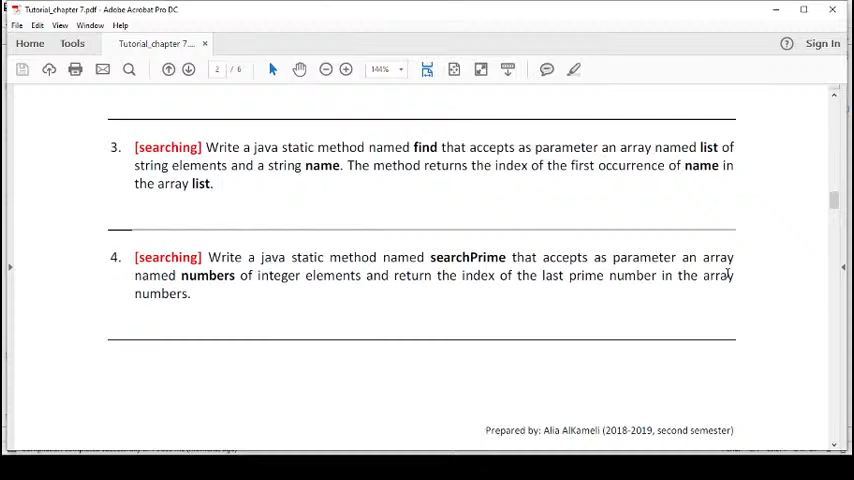 Tutorial_chapter 7.pdf - Adobe Acrobat Pro DC
File Edit View Window Help
Home Tools Tutorial_chapter 7.... × Sign In
2 / 6 144%
3. [searching] Write a java static method named find that accepts as parameter an array named list of
string elements and a string name. The method returns the index of the first occurrence of name in
the array list.
4. [searching] Write a java static method named searchPrime that accepts as parameter an array
named numbers of integer elements and return the index of the last prime number in the array
numbers.
Prepared by: Alia AlKameli (2018-2019, second semester)